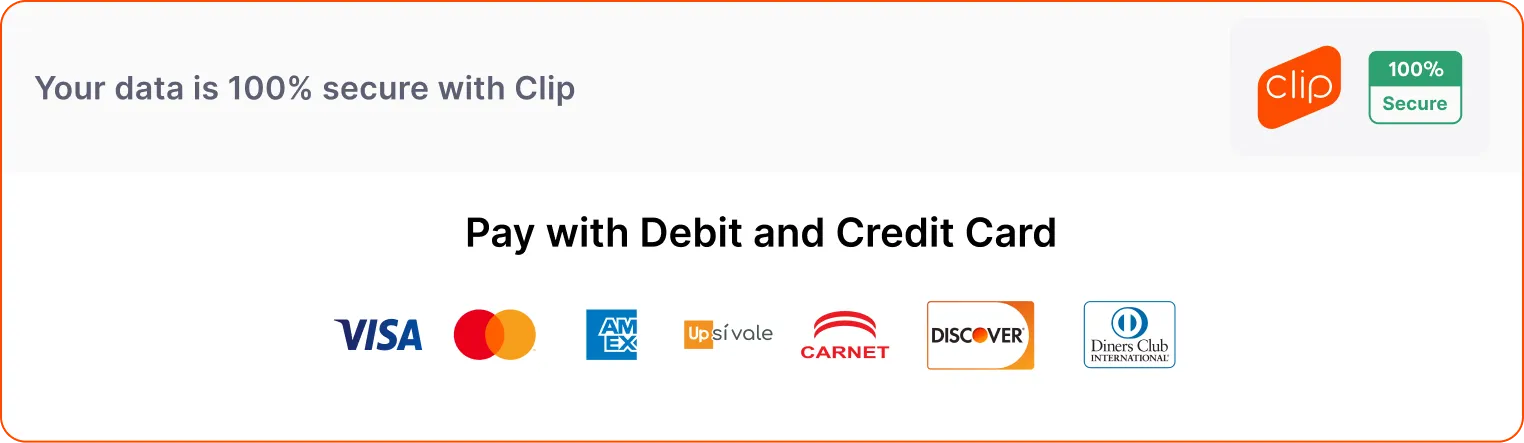 Your data is 100% secure with Clip
clip
100%
Secure
Pay with Debit and Credit Card
VISA
AM
EX
Up sí vale
CARNET
DISCOVER
Diners Club
INTERNATIONAL